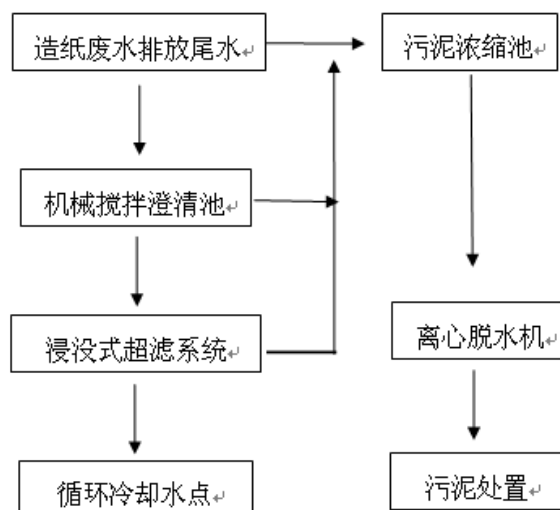 造纸废水排放尾水
污泥浓缩池
机械搅拌澄清池
浸没式超滤系统
离心脱水机
循环冷却水点
污泥处置